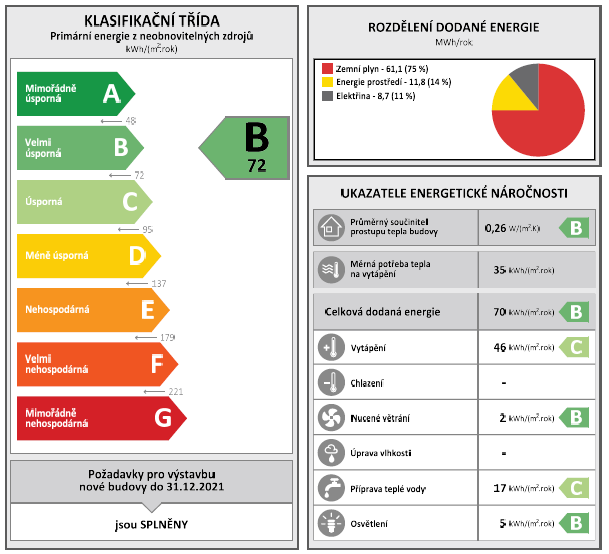 KLASIFIKAČNÍ TŘÍDA
Primární energie z neobnovitelných zdrojů
kWh/(m².rok)
Mimořádně
úsporná
A
48
Velmi
úsporná
B
72
Úsporná
C
95
Méně úsporná
D
137
Nehospodárná
E
179
Velmi
nehospodárná
F
221
Mimořádně
nehospodárná
G
B
72
Požadavky pro výstavbu
nové budovy do 31.12.2021
jsou SPLNĚNY
ROZDĚLENÍ DODANÉ ENERGIE
MWh/rok
Zemní plyn - 61,1 (75 %)
Energie prostředí - 11,8 (14 %)
Elektřina - 8,7 (11 %)
UKAZATELE ENERGETICKÉ NÁROČNOSTI
Průměrný součinitel
prostupu tepla budovy
0,26 W/(m².K) B
Měrná potřeba tepla
na vytápění
35 kWh/(m².rok)
Celková dodaná energie 70 kWh/(m².rok) B
Vytápění 46 kWh/(m².rok) C
Chlazení -
Nucené větrání 2 kWh/(m².rok) B
Úprava vlhkosti -
Příprava teplé vody 17 kWh/(m².rok) C
Osvětlení 5 kWh/(m².rok) B